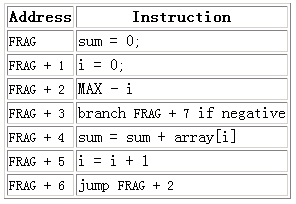 Address Instruction
FRAG sum = 0;
FRAG + 1 i = 0;
FRAG + 2 MAX - i
FRAG + 3 branch FRAG + 7 if negative
FRAG + 4 sum = sum + array[i]
FRAG + 5 i = i + 1
FRAG + 6 jump FRAG + 2